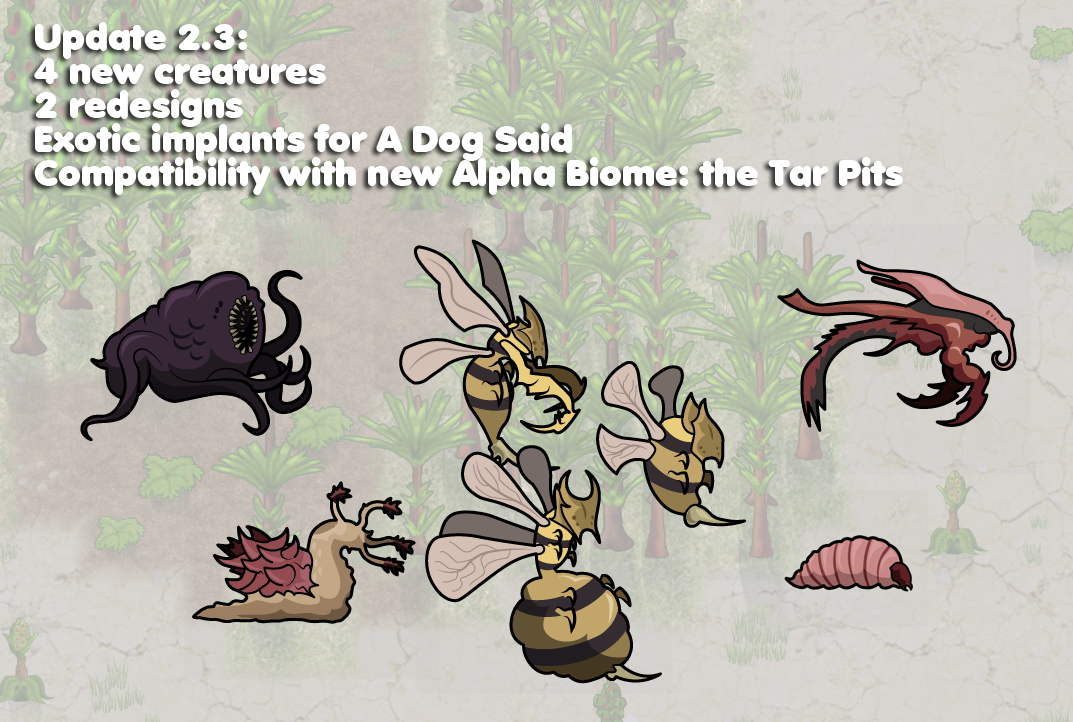 Update 2.3:
4 new creatures
2 redesigns
Exotic implants for A Dog Said
Compatibility with new Alpha Biome: the Tar Pits